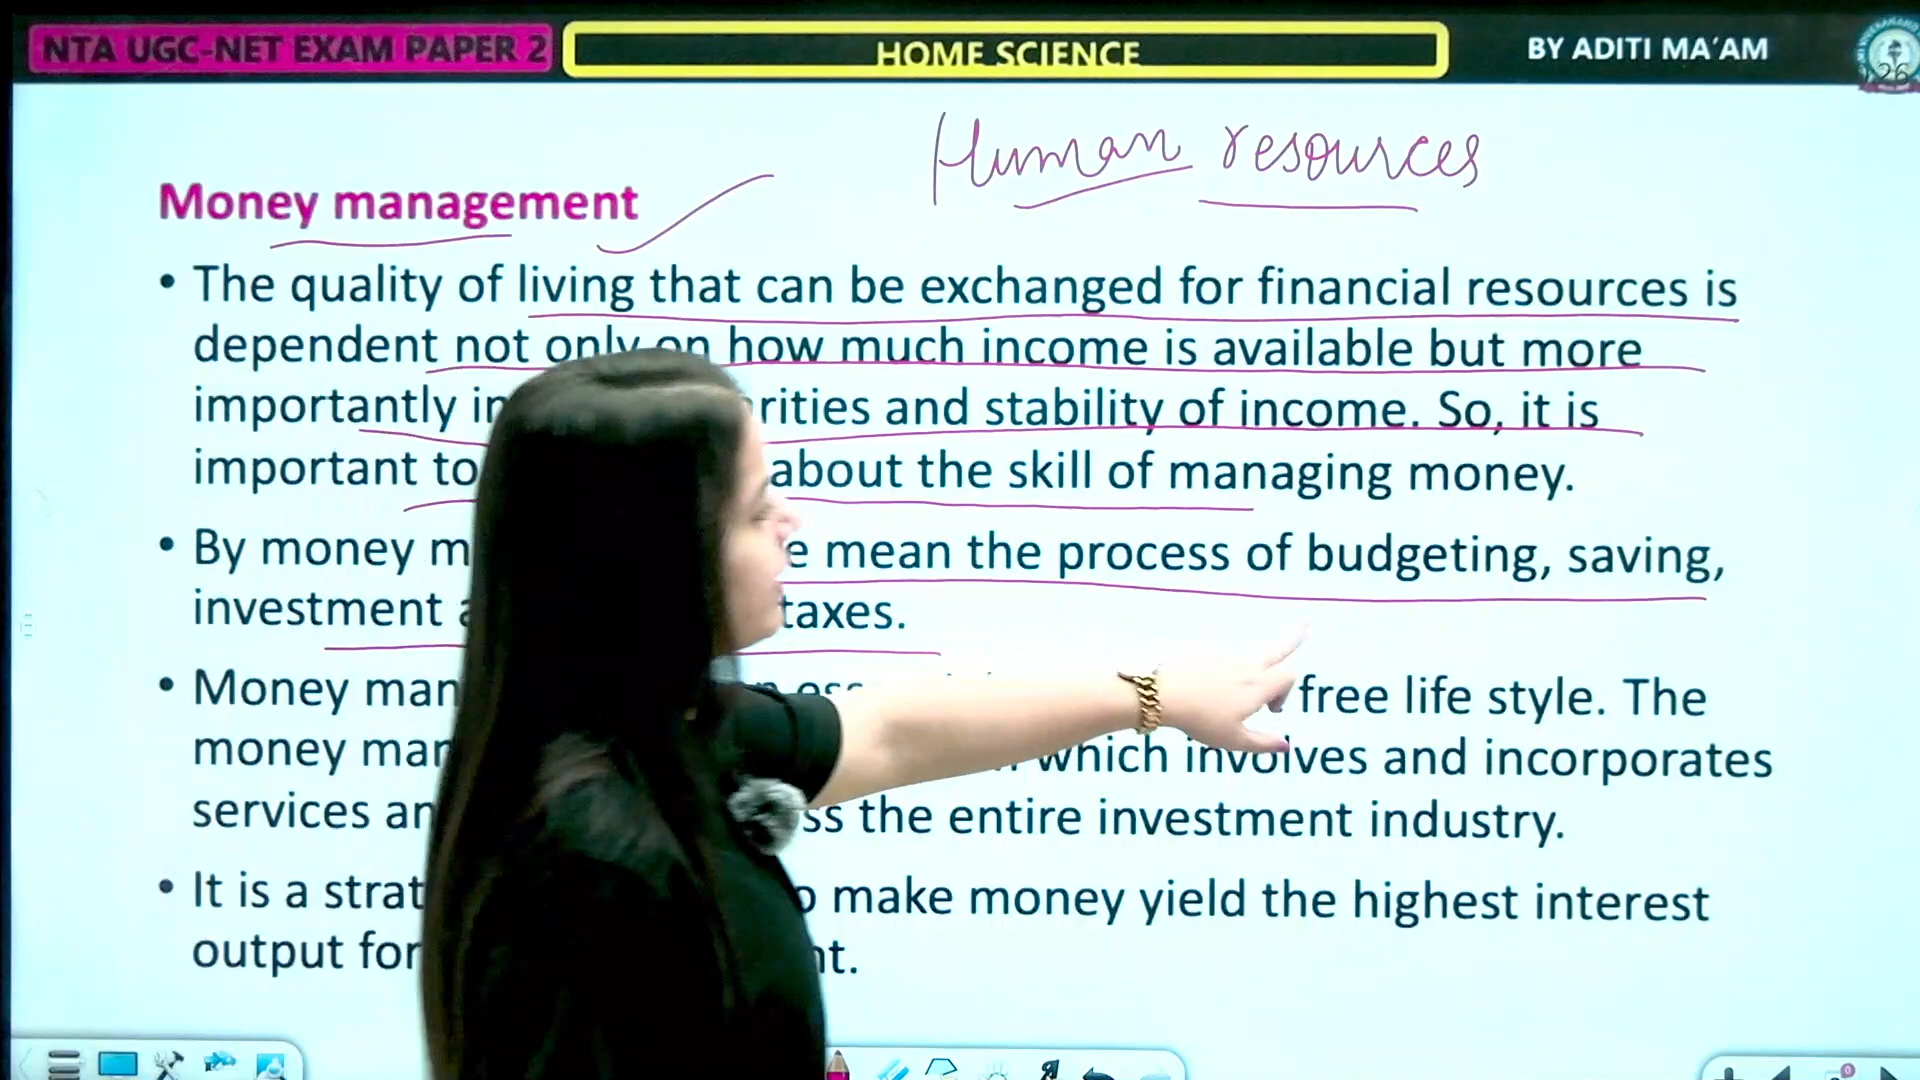 NTA UGC-NET EXAM PAPER 2
HOME SCIENCE
BY ADITI MA'AM
26
Human resources
Money management
• The quality of living that can be exchanged for financial resources is
dependent not only on how much income is available but more
importantly in rities and stability of income. So, it is
important to about the skill of managing money.
• By money m e mean the process of budgeting, saving,
investment a taxes.
• Money man free life style. The
money man which involves and incorporates
services an ss the entire investment industry.
• It is a strat o make money yield the highest interest
output for nt.